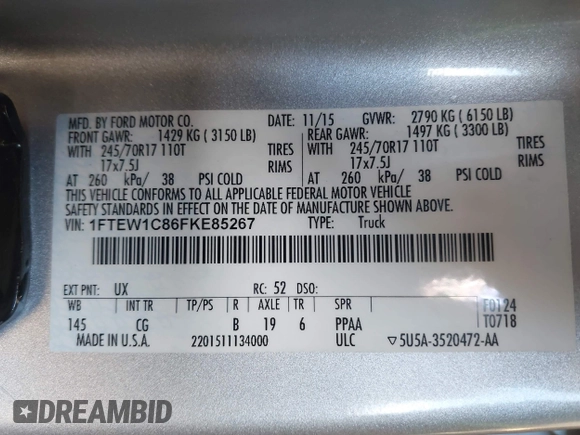 MFD. BY FORD MOTOR CO. DATE: 11/15 GVWR: 2790 KG ( 6150 LB)
FRONT GAWR: 1429 KG ( 3150 LB) REAR GAWR: 1497 KG ( 3300 LB)
WITH 245/70R17 110T TIRES WITH 245/70R17 110T TIRES
17x7.5J RIMS 17x7.5J RIMS
AT 260 kPa/ 38 PSI COLD AT 260 kPa/ 38 PSI COLD
THIS VEHICLE CONFORMS TO ALL APPLICABLE FEDERAL MOTOR VEHICLE
SAFETY STANDARDS IN EFFECT ON THE DATE OF MANUFACTURE SHOWN ABOVE.
VIN: 1FTEW1C86FKE85267 TYPE: Truck
EXT PNT: UX RC: 52 DSO:
WB INT TR TP/PS R AXLE TR SPR F0124
145 CG B 19 6 PPAA T0718
MADE IN U.S.A. 2201511134000 ULC ▽5U5A-3520472-AA
DREAMBID